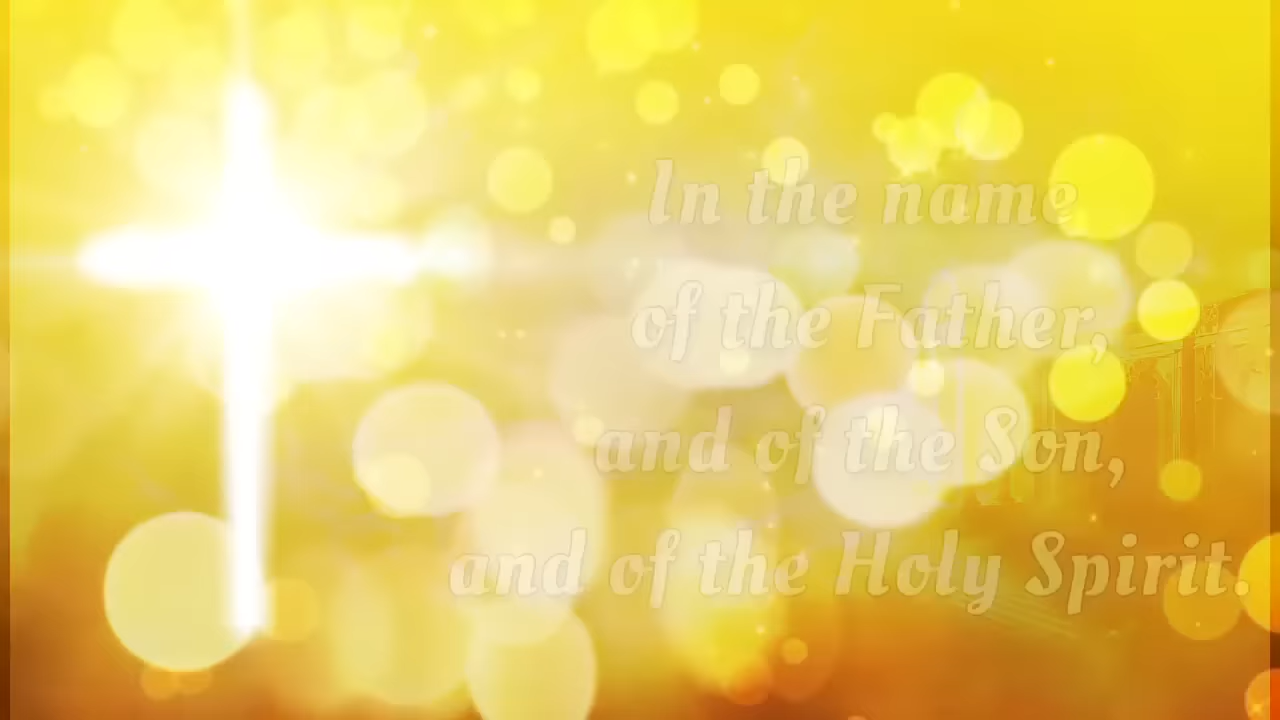 In the name
of the Father,
and of the Son,
and of the Holy Spirit.